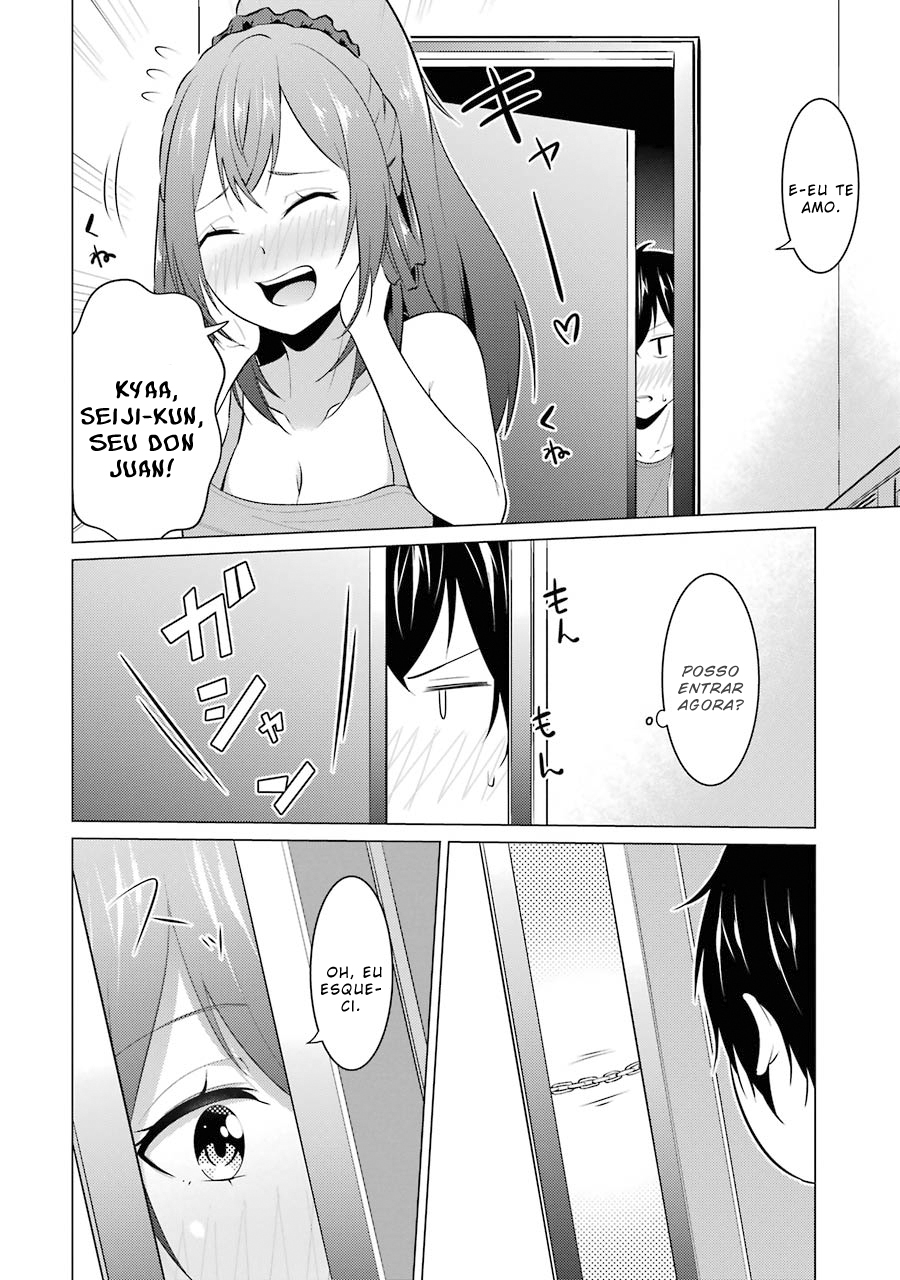 E-EU TE
AMO.
キャ
♡
くね
くね
KYAA,
SEIJI-KUN,
SEU DON
JUAN!
POSSO
ENTRAR
AGORA?
もん
もん
ガシャン
OH, EU
ESQUE-
CI.
スッ